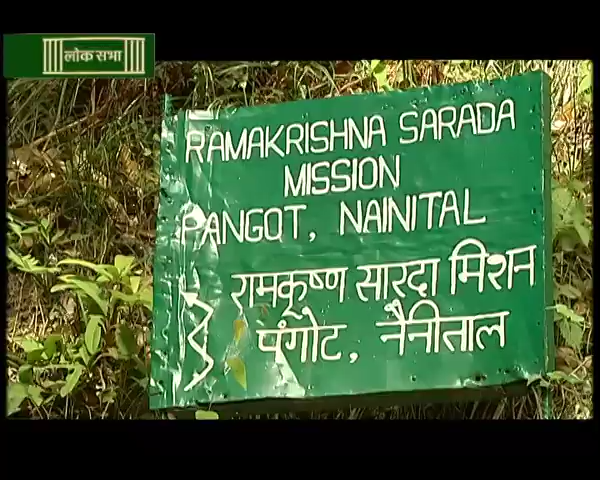 लोक सभा
RAMAKRISHNA SARADA
MISSION
PANGOT, NAINITAL
रामकृष्ण सारदा मिशन
पंगोट, नैनीताल